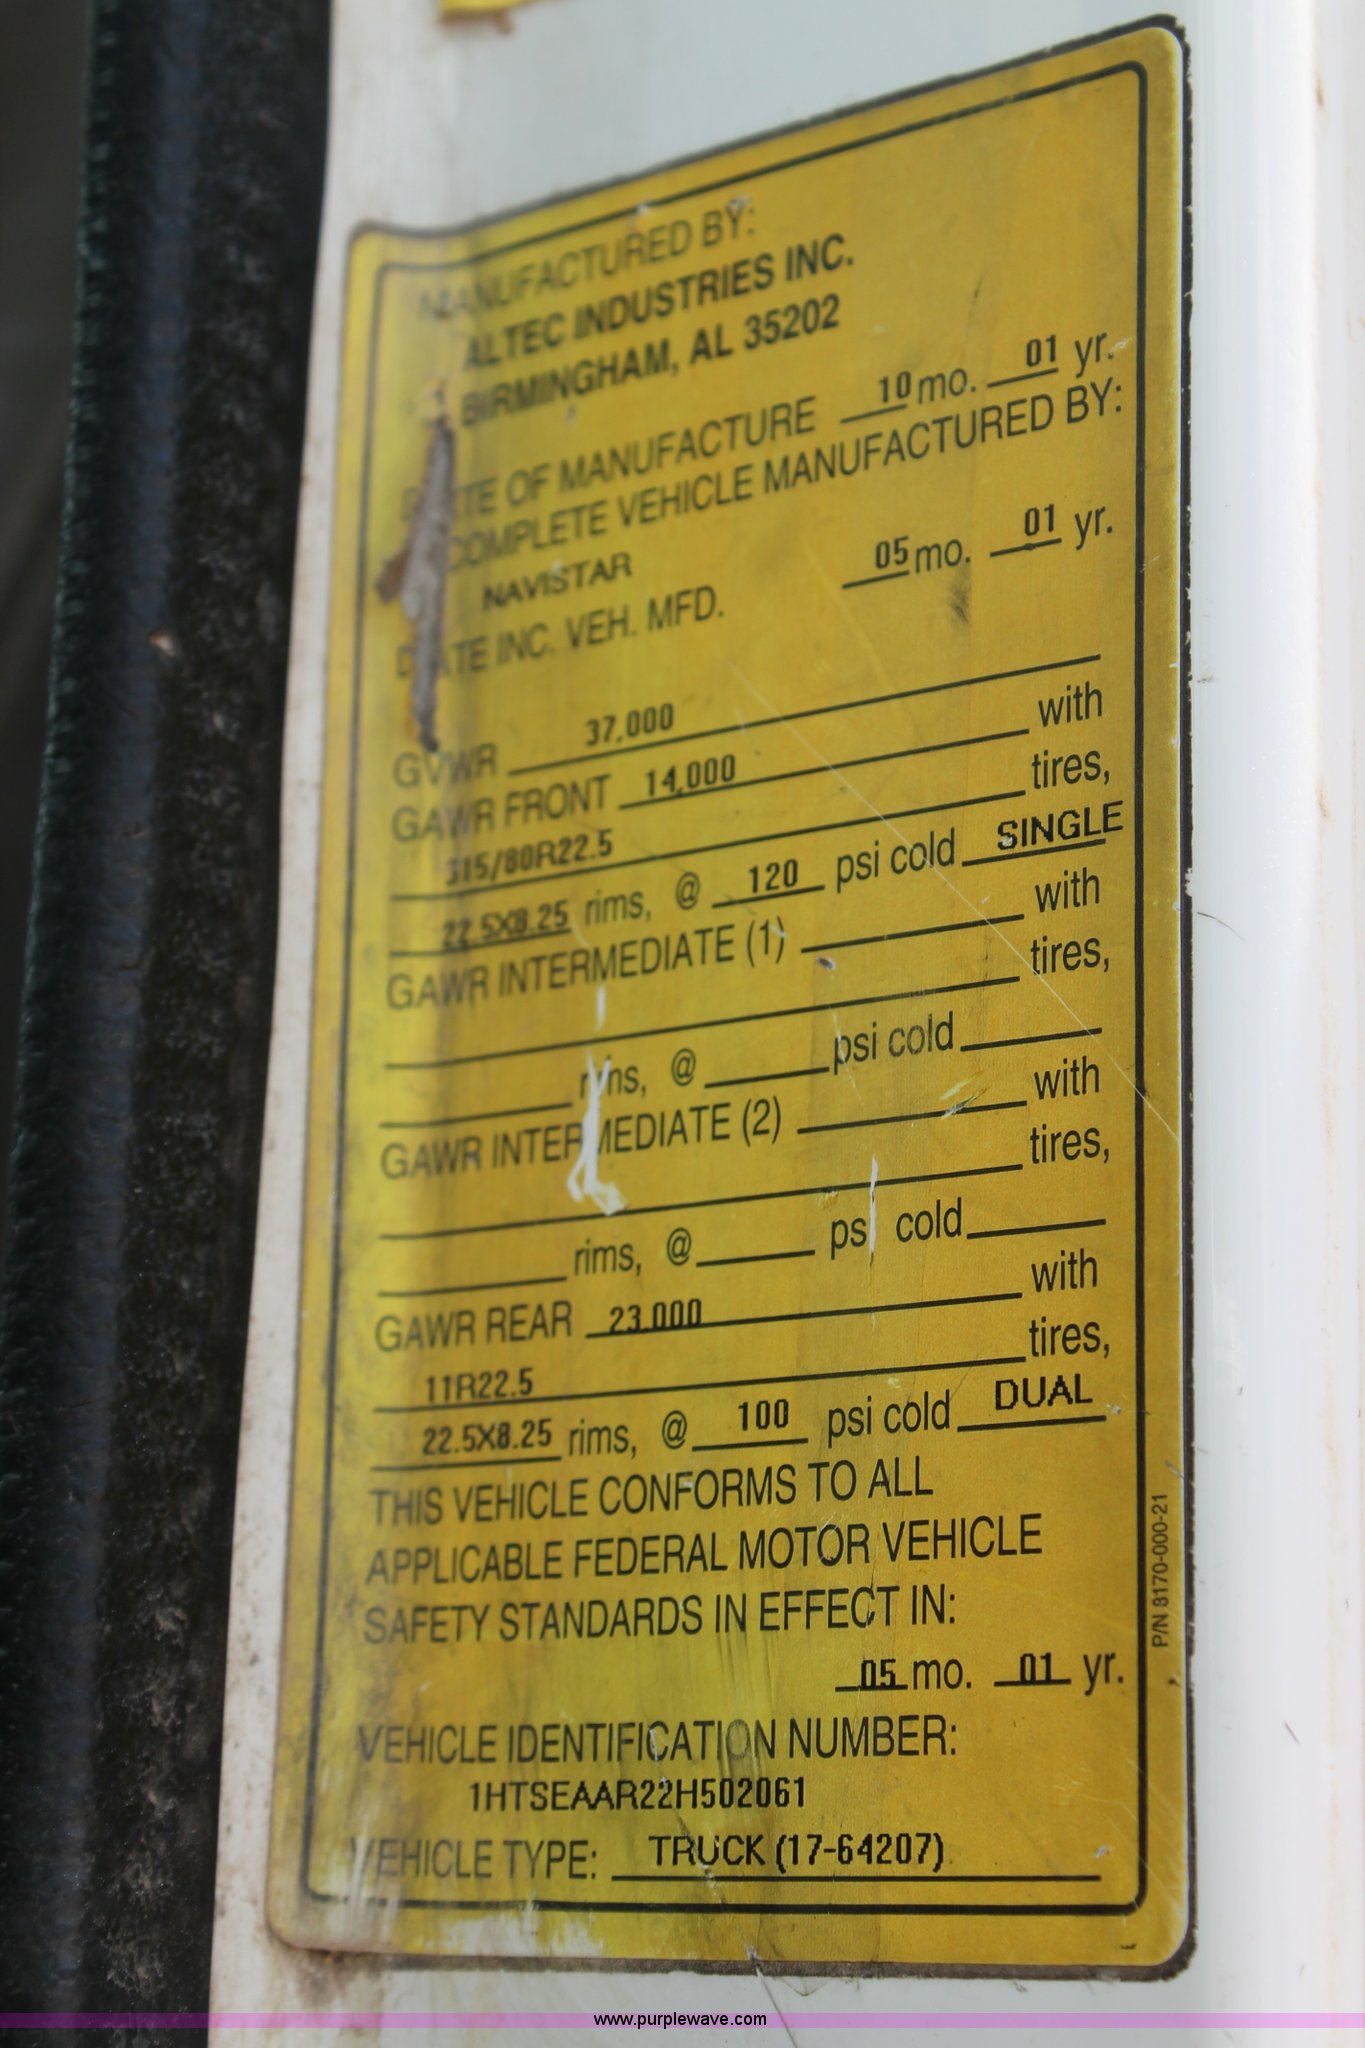 MANUFACTURED BY:
ALTEC INDUSTRIES INC.
BIRMINGHAM, AL 35202
DATE OF MANUFACTURE 10 mo. 01 yr.
INCOMPLETE VEHICLE MANUFACTURED BY:
NAVISTAR
DATE INC. VEH. MFD. 05 mo. 01 yr.
GVWR 37,000
GAWR FRONT 14,000 with
315/80R22.5 tires,
22.5X8.25 rims, @ 120 psi cold SINGLE
GAWR INTERMEDIATE (1) with
tires,
rims, @ psi cold
GAWR INTERMEDIATE (2) with
tires,
rims, @ psi cold
GAWR REAR 23,000 with
11R22.5 tires,
22.5X8.25 rims, @ 100 psi cold DUAL
THIS VEHICLE CONFORMS TO ALL
APPLICABLE FEDERAL MOTOR VEHICLE
SAFETY STANDARDS IN EFFECT IN:
05 mo. 01 yr.
VEHICLE IDENTIFICATION NUMBER:
1HTSEAAR22H502061
VEHICLE TYPE: TRUCK (17-64207)
P/N 8170-000-21
www.purplewave.com